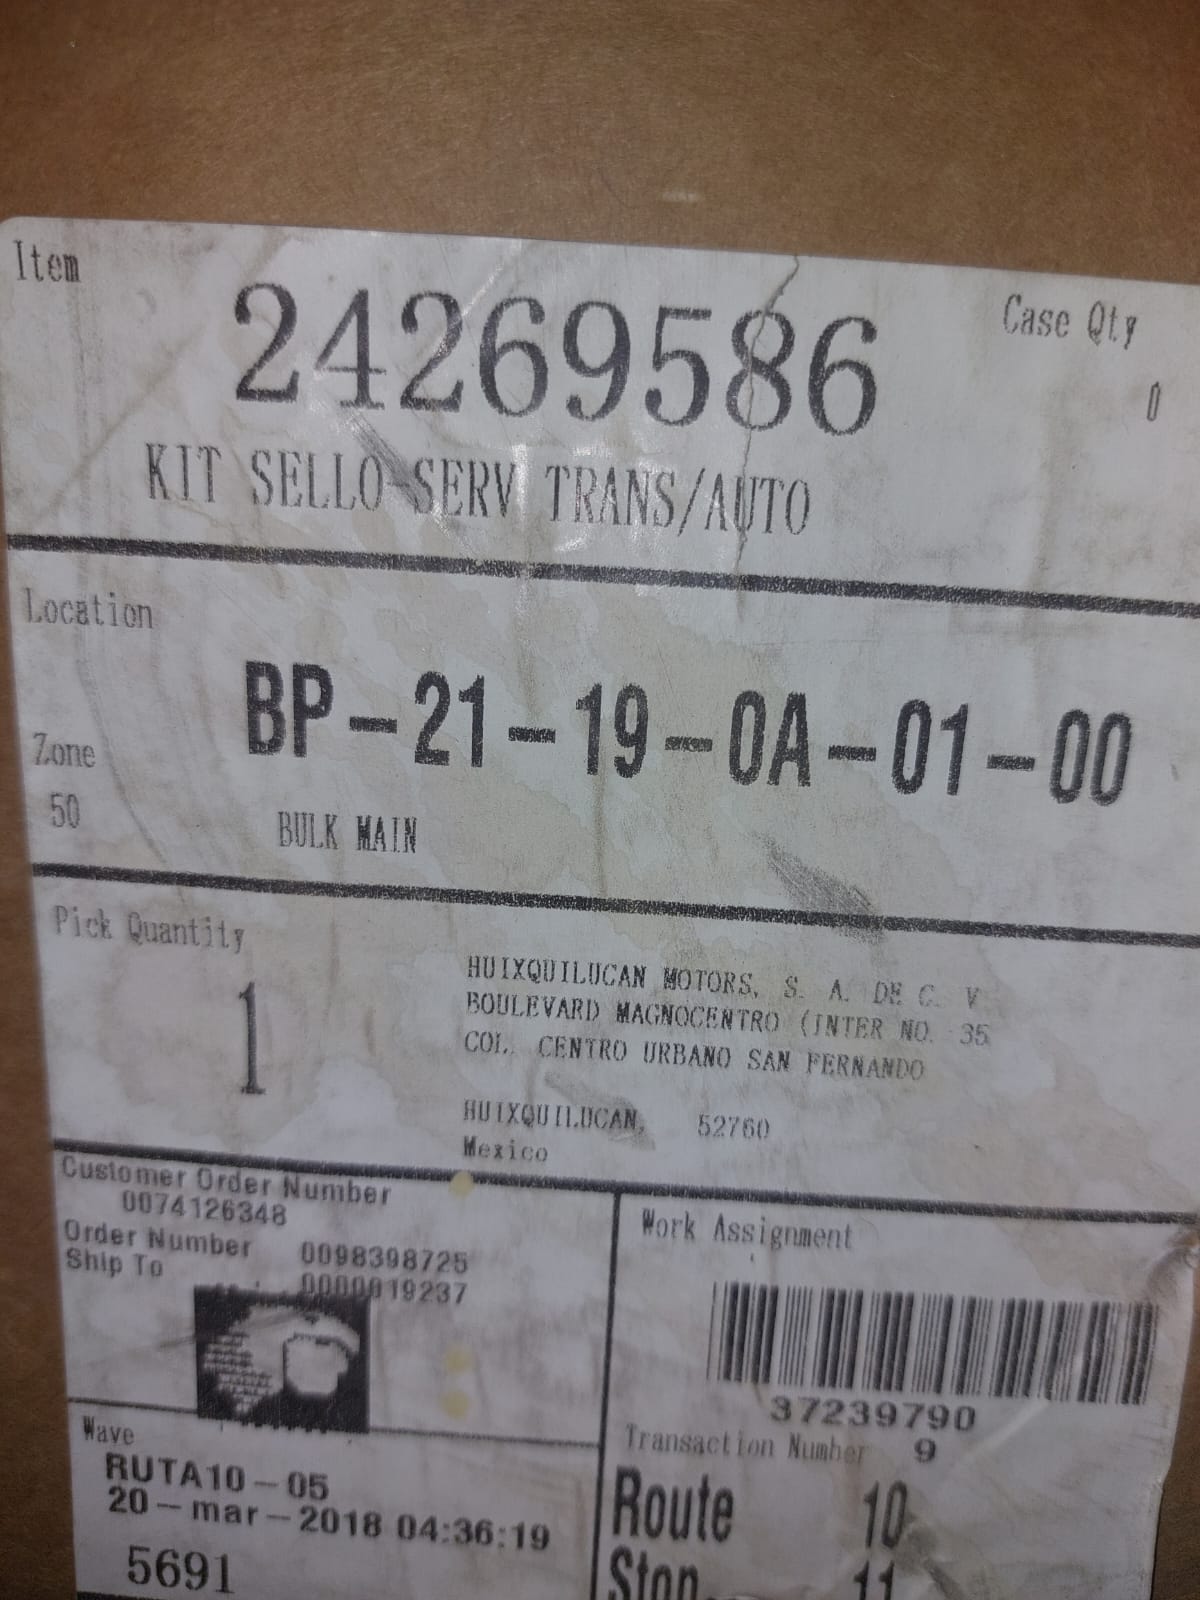 Item
Case Qty
24269586
0
KIT SELLO-SERV TRANS/AUTO
Location
BP-21-19-0A-01-00
Zone
50
BULK MAIN
Pick Quantity
1
HUIXQUILUCAN MOTORS, S. A. DE C. V
BOULEVARD MAGNOCENTRO (INTER NO. 35
COL. CENTRO URBANO SAN FERNANDO
HUIXQUILUCAN, 52760
Mexico
Customer Order Number
0074126348
Order Number 0098398725
Ship To 0000019237
Work Assignment
37239790
Transaction Number 9
Wave
RUTA10-05
20-mar-2018 04:36:19
5691
Route 10
Stop 11